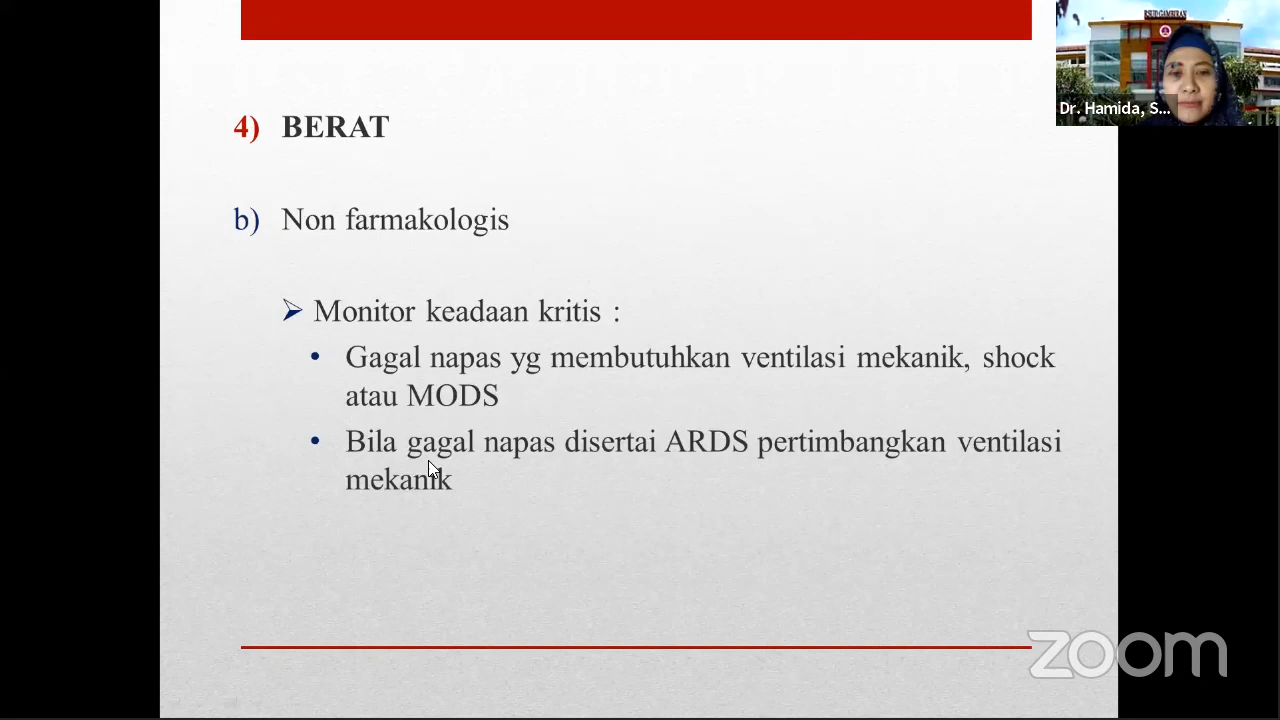 4) BERAT
b) Non farmakologis
➤ Monitor keadaan kritis :
• Gagal napas yg membutuhkan ventilasi mekanik, shock
atau MODS
• Bila gagal napas disertai ARDS pertimbangkan ventilasi
mekanik
Dr. Hamida, S...
zoom